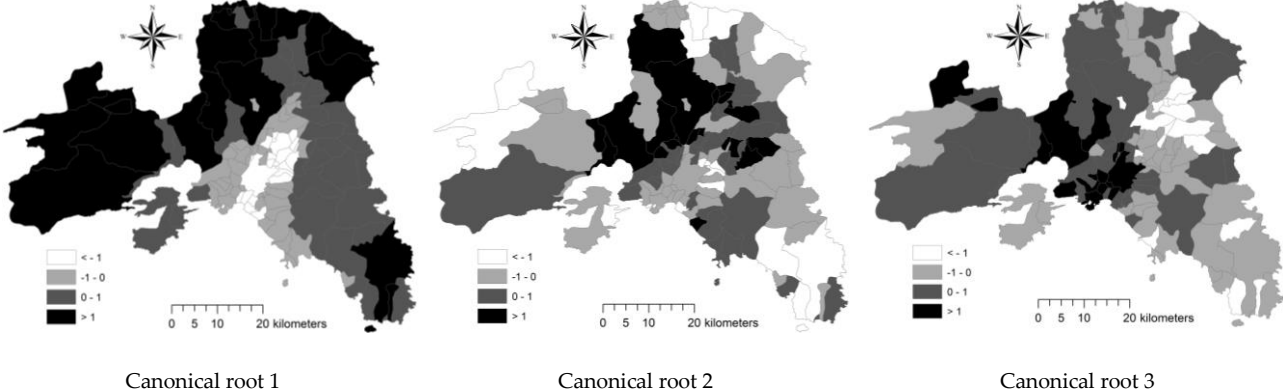 N
W E
S
< - 1
-1 - 0
0 - 1
> 1
0 5 10 20 kilometers
N
W E
S
< - 1
-1 - 0
0 - 1
> 1
0 5 10 20 kilometers
N
W E
S
< - 1
-1 - 0
0 - 1
> 1
0 5 10 20 kilometers
Canonical root 1 Canonical root 2 Canonical root 3